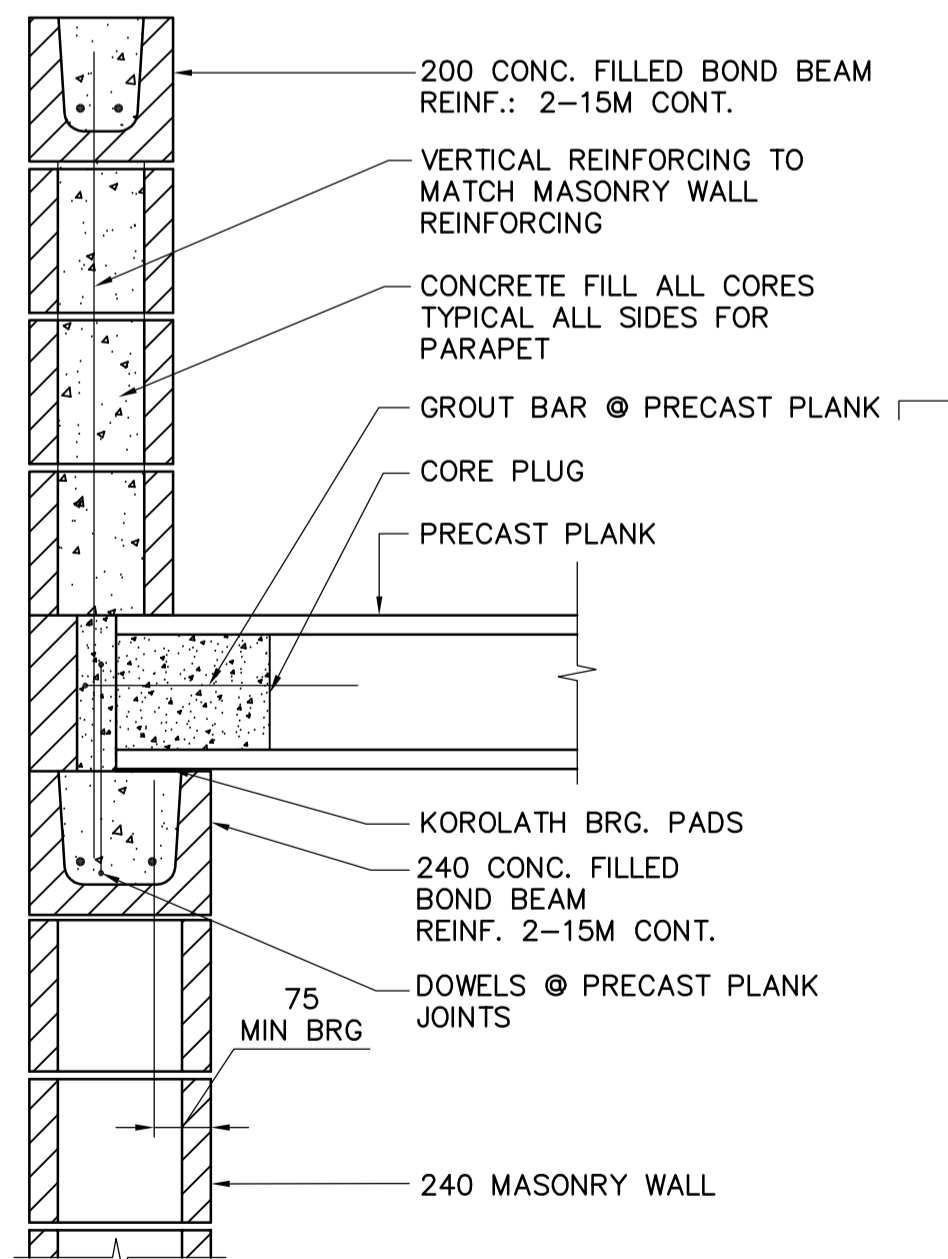 200 CONC. FILLED BOND BEAM
REINF.: 2-15M CONT.
VERTICAL REINFORCING TO
MATCH MASONRY WALL
REINFORCING
CONCRETE FILL ALL CORES
TYPICAL ALL SIDES FOR
PARAPET
GROUT BAR @ PRECAST PLANK
CORE PLUG
PRECAST PLANK
KOROLATH BRG. PADS
240 CONC. FILLED
BOND BEAM
REINF. 2-15M CONT.
DOWELS @ PRECAST PLANK
JOINTS
75
MIN BRG
240 MASONRY WALL